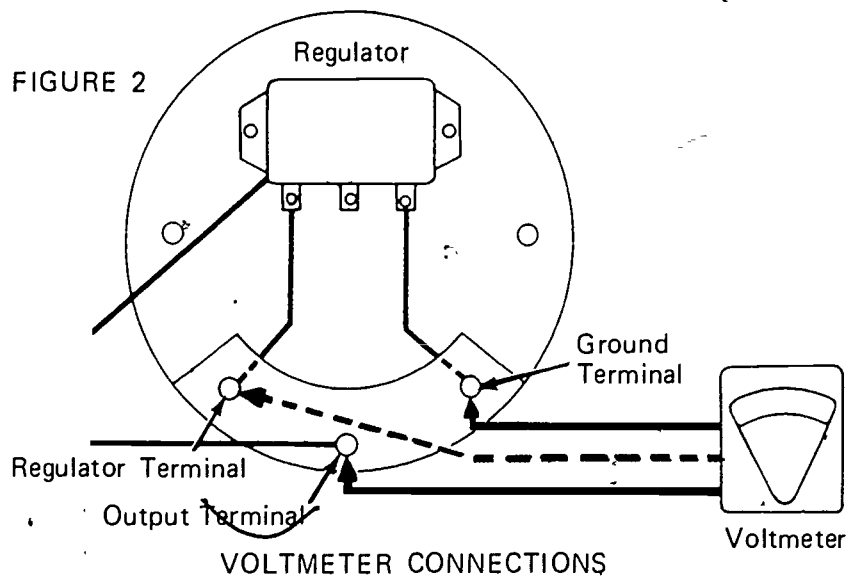 Regulator
FIGURE 2
Ground
Terminal
Regulator Terminal
Output Terminal
Voltmeter
VOLTMETER CONNECTIONS